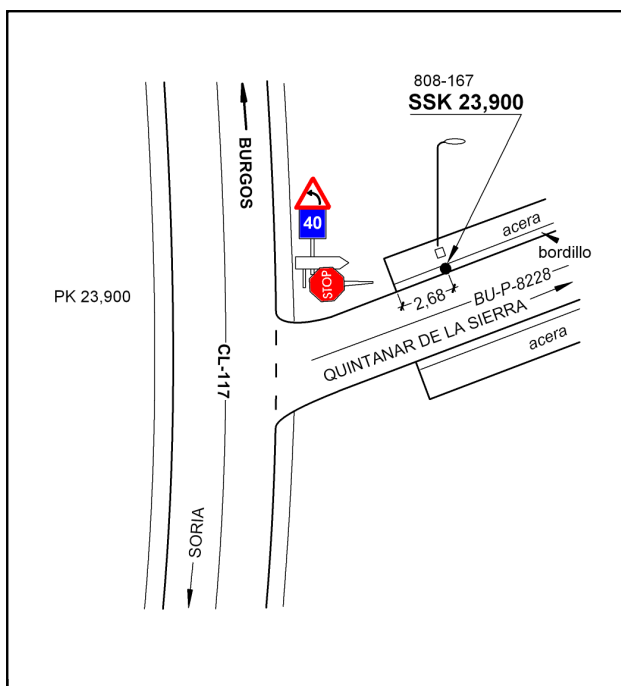 808-167
SSK 23,900
BURGOS
40
acera
bordillo
STOP
PK 23,900
2,68
BU-P-8228
QUINTANAR DE LA SIERRA
acera
CL-117
SORIA